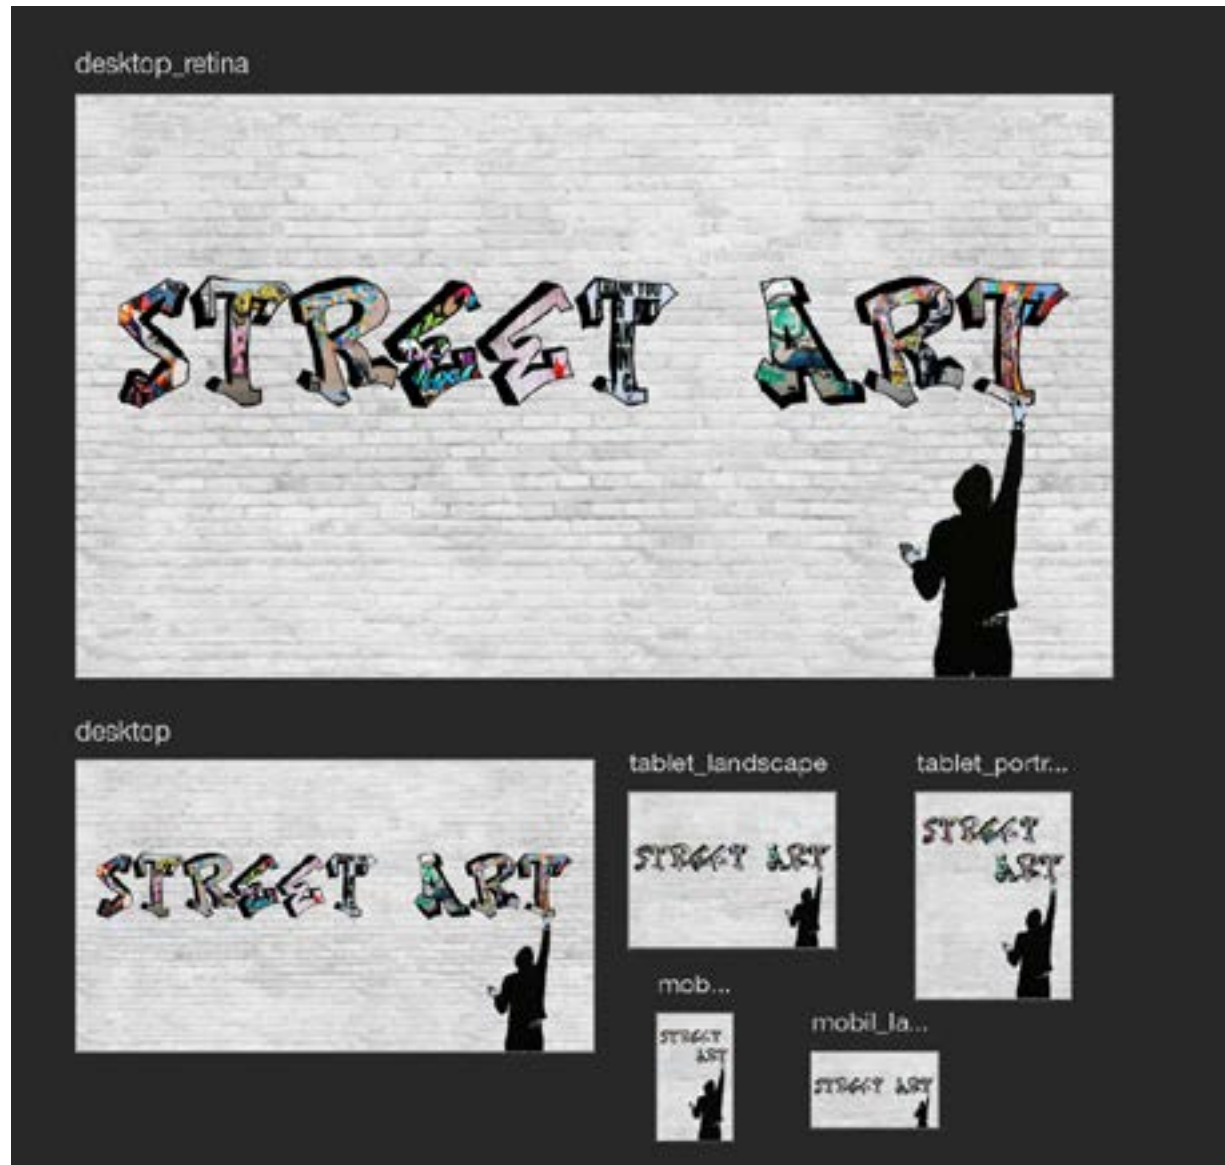 desktop_retina
STREET ART
desktop
STREET ART
tablet_landscape
STREET ART
tablet_portr...
STREET
ART
mob...
STREET
ART
mobil_la...
STREET ART